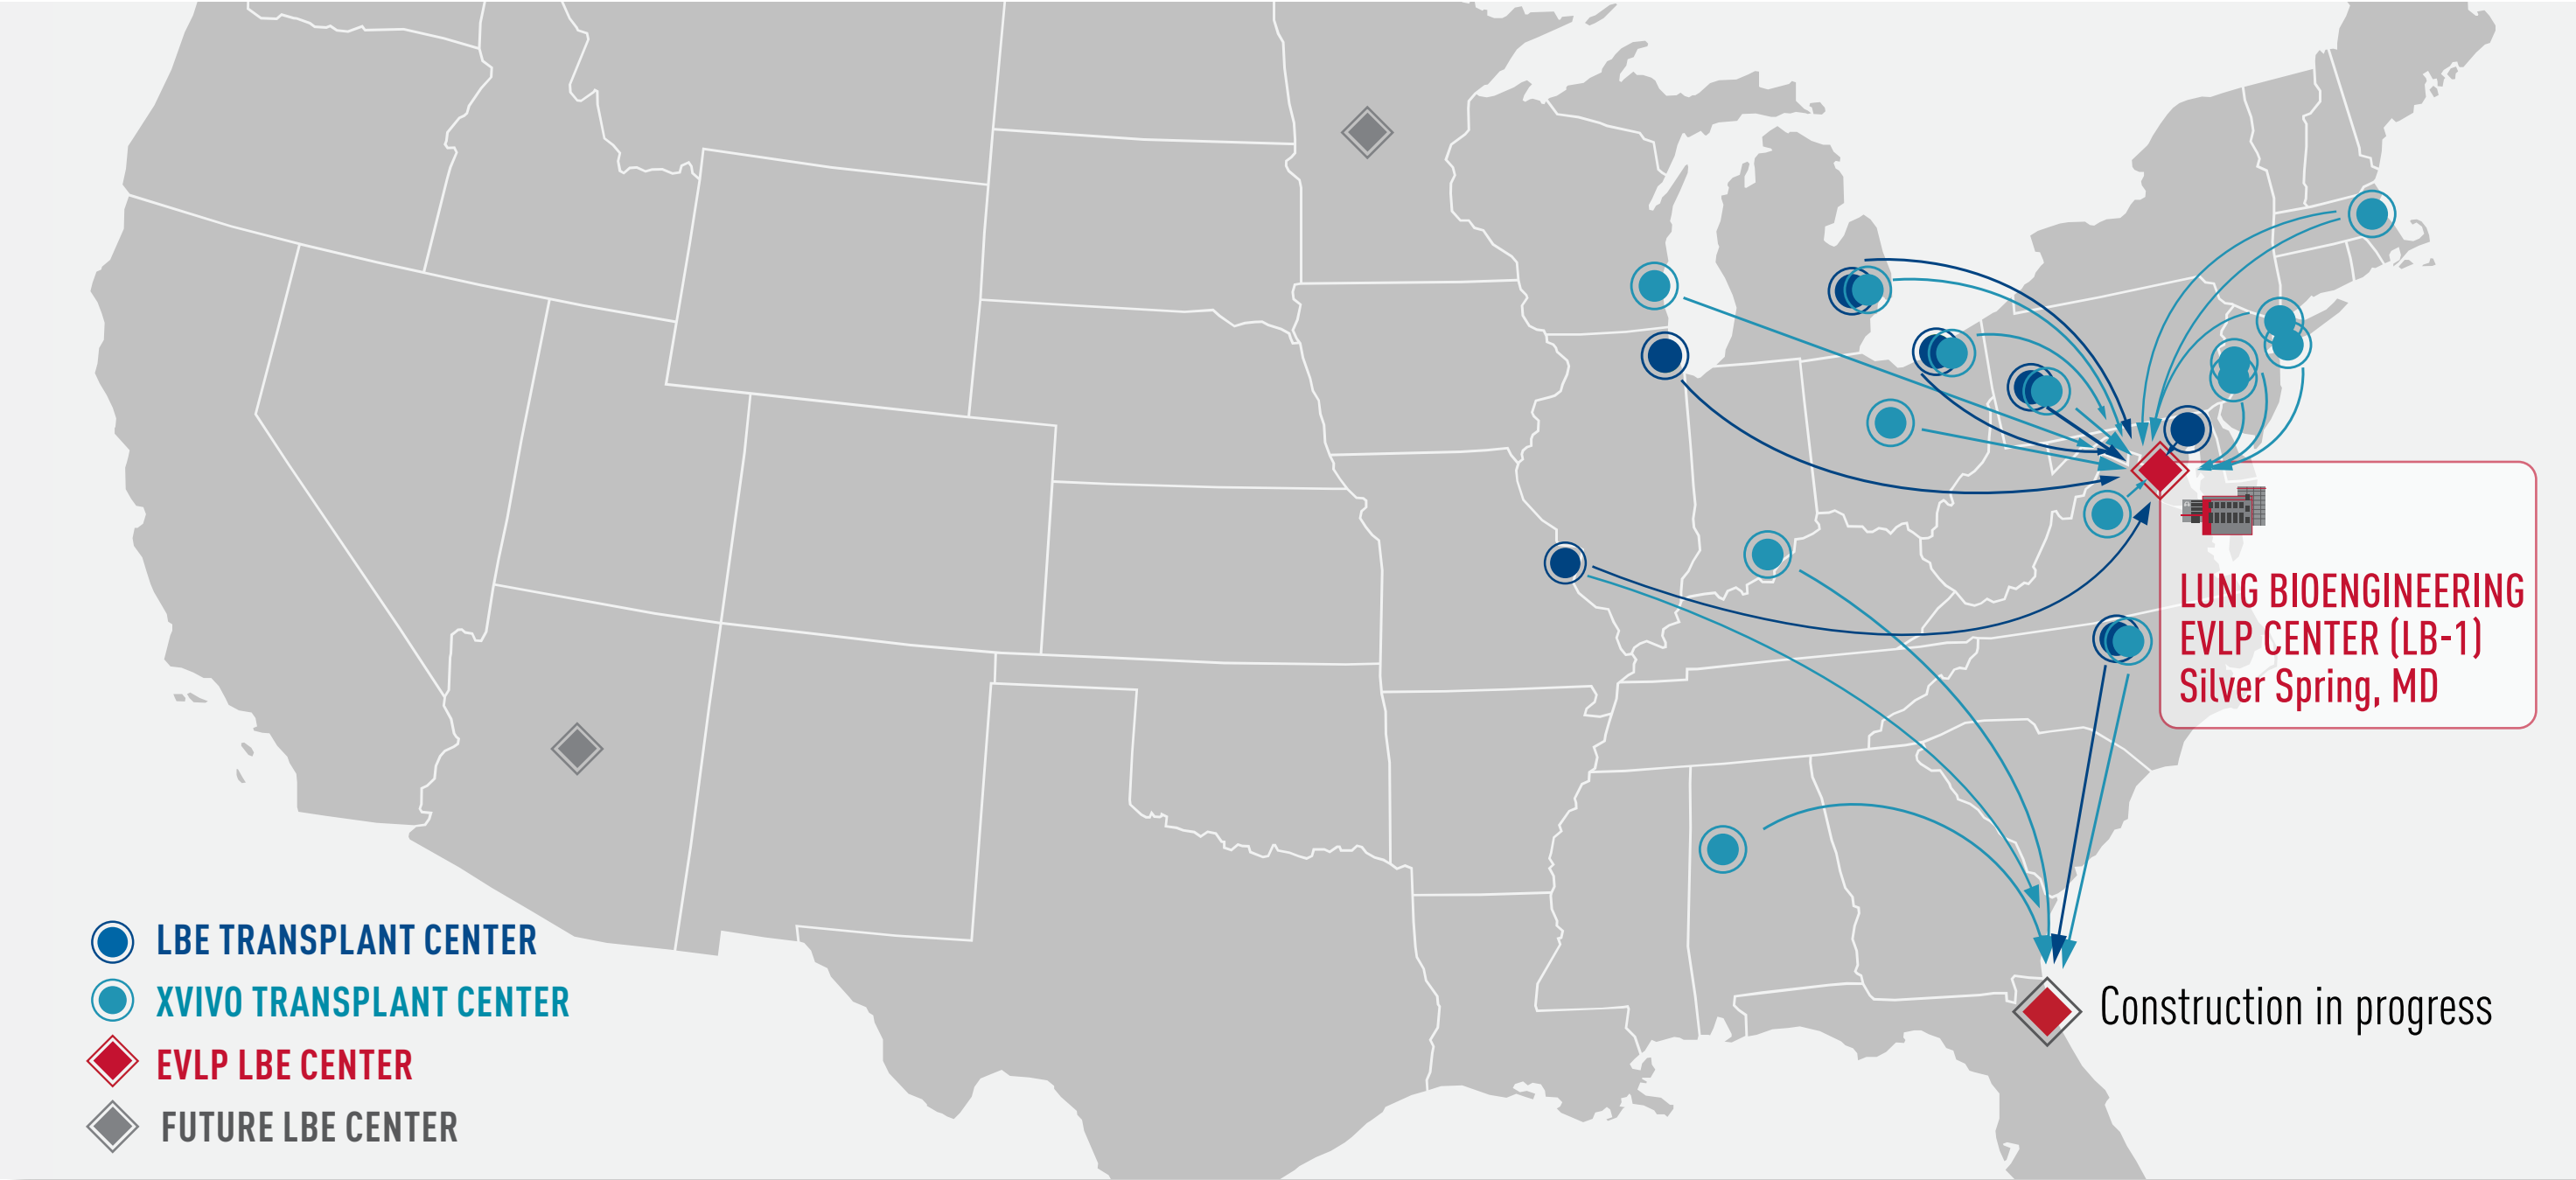 LUNG BIOENGINEERING
EVLP CENTER (LB-1)
Silver Spring, MD
LBE TRANSPLANT CENTER
XVIVO TRANSPLANT CENTER
EVLP LBE CENTER
FUTURE LBE CENTER
Construction in progress